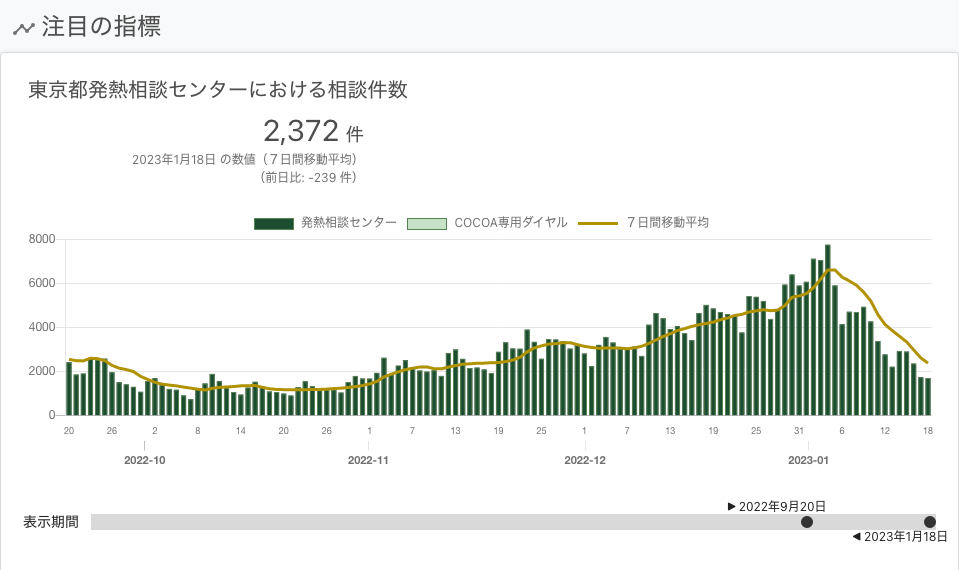 注目の指標
東京都発熱相談センターにおける相談件数
2,372 件
2023年1月18日 の数値（７日間移動平均）
（前日比: -239 件）
発熱相談センター COCOA専用ダイヤル ７日間移動平均
8000
6000
4000
2000
0
20 26 2 8 14 20 26 1 7 13 19 25 1 7 13 19 25 31 6 12 18
2022-10 2022-11 2022-12 2023-01
▶ 2022年9月20日
表示期間
◀ 2023年1月18日